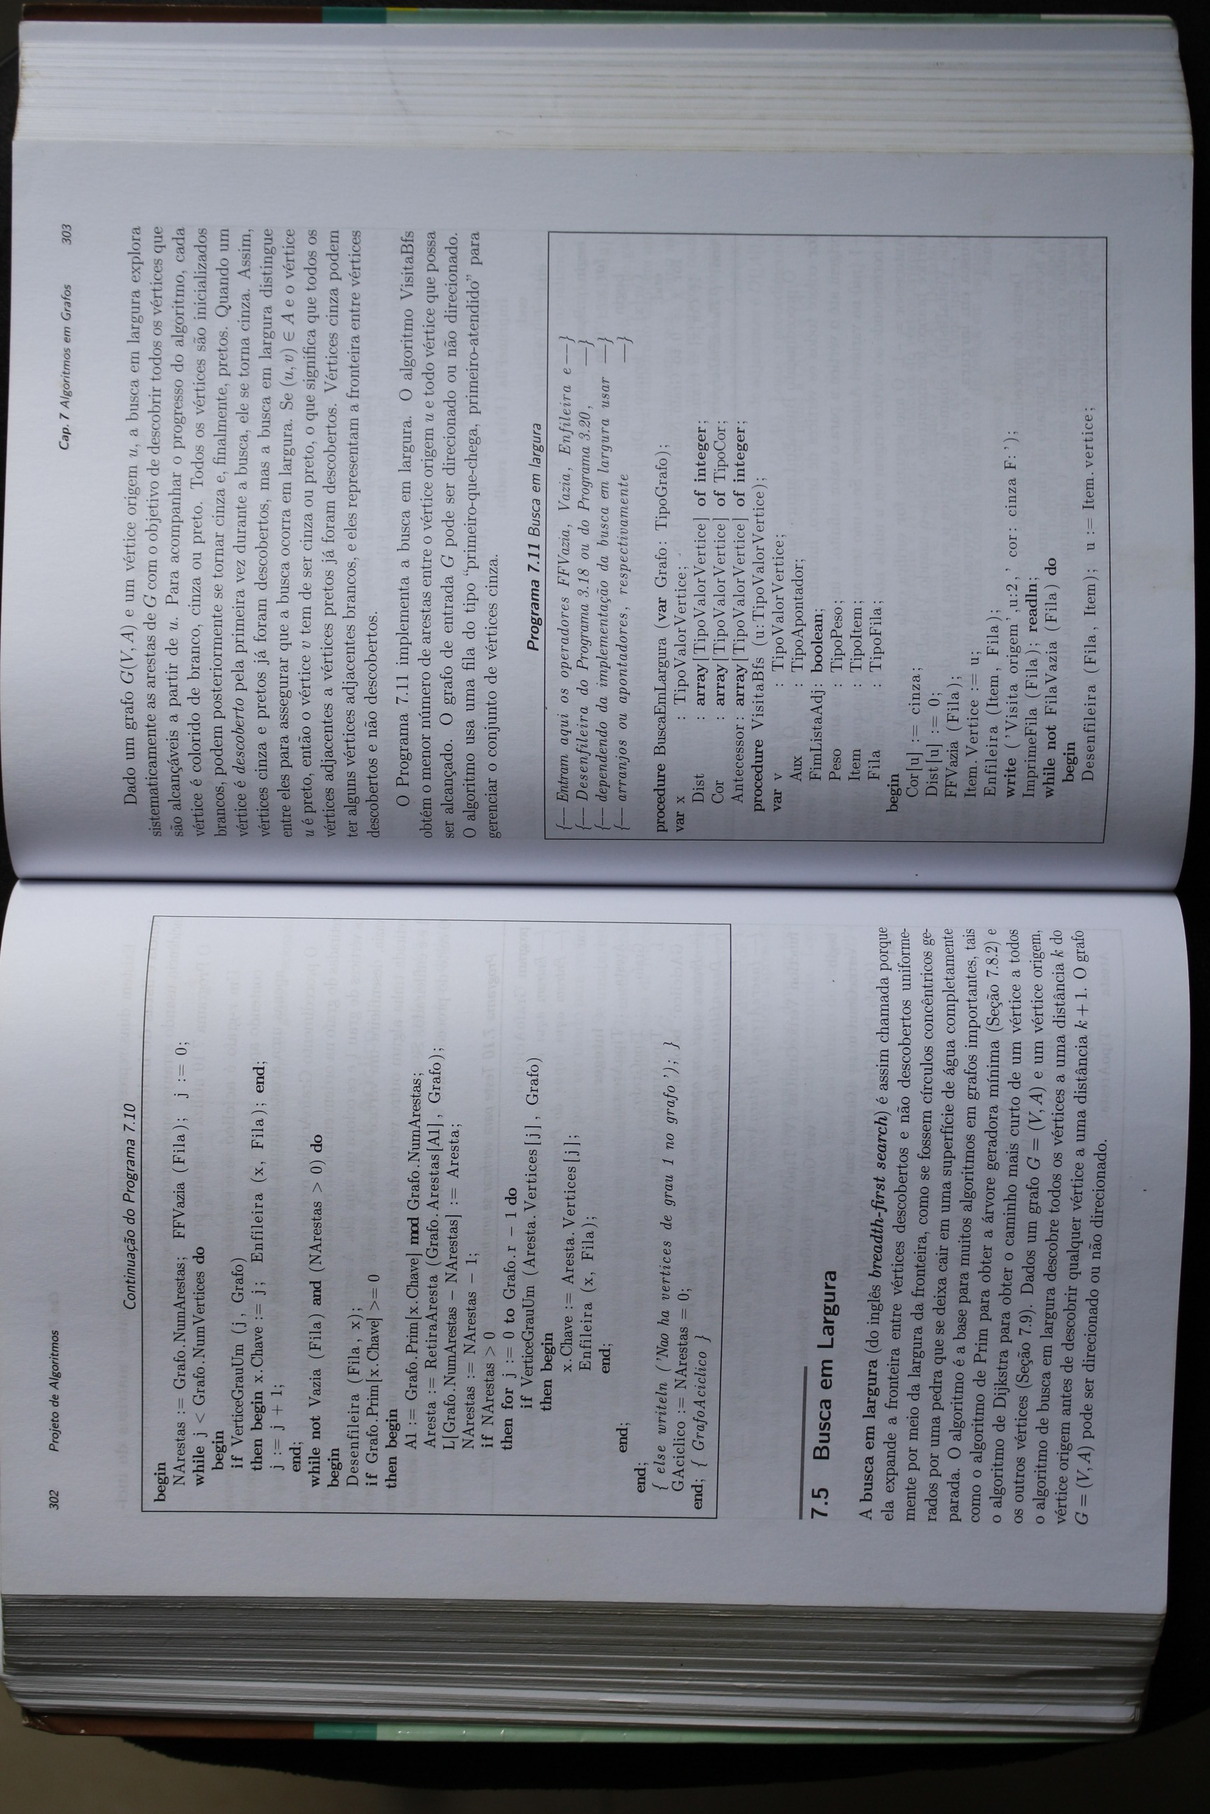 302 Projeto de Algoritmos
Continuação do Programa 7.10
begin
NArestas := Grafo.NumArestas; FFVazia (Fila); j := 0;
while j < Grafo.NumVertices do
begin
if VerticeGrauUm (j, Grafo)
then begin x.Chave := j; Enfileira (x, Fila); end;
j := j + 1;
end;
while not Vazia (Fila) and (NArestas > 0) do
begin
Desenfileira (Fila, x);
if Grafo.Prim[x.Chave] >= 0
then begin
A1 := Grafo.Prim[x.Chave] mod Grafo.NumArestas;
Aresta := RetiraAresta (Grafo.Arestas[A1], Grafo);
L[Grafo.NumArestas − NArestas] := Aresta;
NArestas := NArestas − 1;
if NArestas > 0
then for j := 0 to Grafo.r − 1 do
if VerticeGrauUm (Aresta.Vertices[j], Grafo)
then begin
x.Chave := Aresta.Vertices[j];
Enfileira (x, Fila);
end;
end;
end;
{ else writeln ('Nao ha vertices de grau 1 no grafo'); }
GAciclico := NArestas = 0;
end; { GrafoAciclico }
7.5 Busca em Largura
A busca em largura (do inglês breadth-first search) é assim chamada porque
ela expande a fronteira entre vértices descobertos e não descobertos uniforme-
mente por meio da largura da fronteira, como se fossem círculos concêntricos ge-
rados por uma pedra que se deixa cair em uma superfície de água completamente
parada. O algoritmo é a base para muitos algoritmos em grafos importantes, tais
como o algoritmo de Prim para obter a árvore geradora mínima (Seção 7.8.2) e
o algoritmo de Dijkstra para obter o caminho mais curto de um vértice a todos
os outros vértices (Seção 7.9). Dados um grafo G = (V, A) e um vértice origem,
o algoritmo de busca em largura descobre todos os vértices a uma distância k do
vértice origem antes de descobrir qualquer vértice a uma distância k + 1. O grafo
G = (V, A) pode ser direcionado ou não direcionado.
Cap. 7 Algoritmos em Grafos 303
Dado um grafo G(V, A) e um vértice origem u, a busca em largura explora
sistematicamente as arestas de G com o objetivo de descobrir todos os vértices que
são alcançáveis a partir de u. Para acompanhar o progresso do algoritmo, cada
vértice é colorido de branco, cinza ou preto. Todos os vértices são inicializados
brancos, podem posteriormente se tornar cinza e, finalmente, pretos. Quando um
vértice é descoberto pela primeira vez durante a busca, ele se torna cinza. Assim,
vértices cinza e pretos já foram descobertos, mas a busca em largura distingue
entre eles para assegurar que a busca ocorra em largura. Se (u, v) ∈ A e o vértice
u é preto, então o vértice v tem de ser cinza ou preto, o que significa que todos os
vértices adjacentes a vértices pretos já foram descobertos. Vértices cinza podem
ter alguns vértices adjacentes brancos, e eles representam a fronteira entre vértices
descobertos e não descobertos.
O Programa 7.11 implementa a busca em largura. O algoritmo VisitaBfs
obtém o menor número de arestas entre o vértice origem u e todo vértice que possa
ser alcançado. O grafo de entrada G pode ser direcionado ou não direcionado.
O algoritmo usa uma fila do tipo “primeiro-que-chega, primeiro-atendido” para
gerenciar o conjunto de vértices cinza.
Programa 7.11 Busca em largura
{— Entram aqui os operadores FFVazia, Vazia, Enfileira e—}
{— Desenfileira do Programa 3.18 ou do Programa 3.20, —}
{— dependendo da implementação da busca em largura usar —}
{— arranjos ou apontadores, respectivamente —}
procedure BuscaEmLargura (var Grafo: TipoGrafo);
var x : TipoValorVertice;
Dist : array[TipoValorVertice] of integer;
Cor : array[TipoValorVertice] of TipoCor;
Antecessor: array[TipoValorVertice] of integer;
procedure VisitaBfs (u:TipoValorVertice);
var v : TipoValorVertice;
Aux : TipoApontador;
FimListaAdj: boolean;
Peso : TipoPeso;
Item : TipoItem;
Fila : TipoFila;
begin
Cor[u] := cinza;
Dist[u] := 0;
FFVazia (Fila);
Item.Vertice := u;
Enfileira (Item, Fila);
write ('Visita origem',u:2,' cor: cinza F:');
ImprimeFila (Fila); readln;
while not FilaVazia (Fila) do
begin
Desenfileira (Fila, Item); u := Item.vertice;